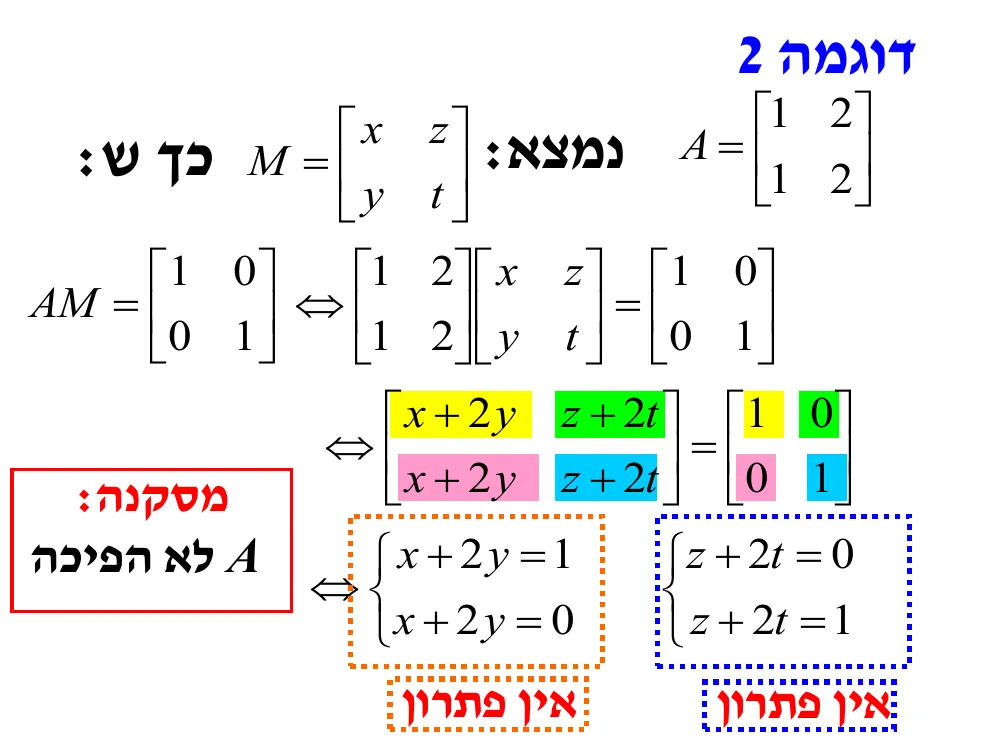 דוגמה 2
A = [1 2; 1 2] נמצא: M = [x z; y t] כך ש:
AM = [1 0; 0 1] ⇔ [1 2; 1 2][x z; y t] = [1 0; 0 1]
⇔ [x + 2y z + 2t; x + 2y z + 2t] = [1 0; 0 1]
⇔ {x + 2y = 1; x + 2y = 0 {z + 2t = 0; z + 2t = 1
אין פתרון אין פתרון
מסקנה:
A לא הפיכה